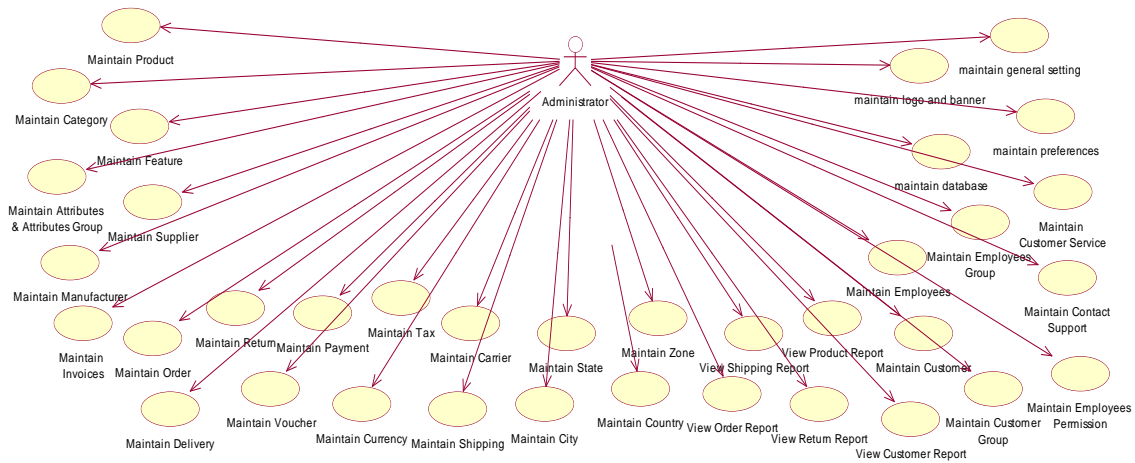 Maintain Product
maintain general setting
Administrator
maintain logo and banner
Maintain Category
Maintain Feature
maintain preferences
maintain database
Maintain Attributes
& Attributes Group
Maintain Supplier
Maintain
Customer Service
Maintain Employees
Group
Maintain Manufacturer
Maintain Employees
Maintain Contact
Support
Maintain
Invoices
Maintain Order
Maintain Return
Maintain Payment
Maintain Tax
Maintain Carrier
Maintain State
Maintain Zone
View Shipping Report
View Product Report
Maintain Customer
Maintain Delivery
Maintain Voucher
Maintain Currency
Maintain Shipping
Maintain City
Maintain Country
View Order Report
View Return Report
View Customer Report
Maintain Customer
Group
Maintain Employees
Permission